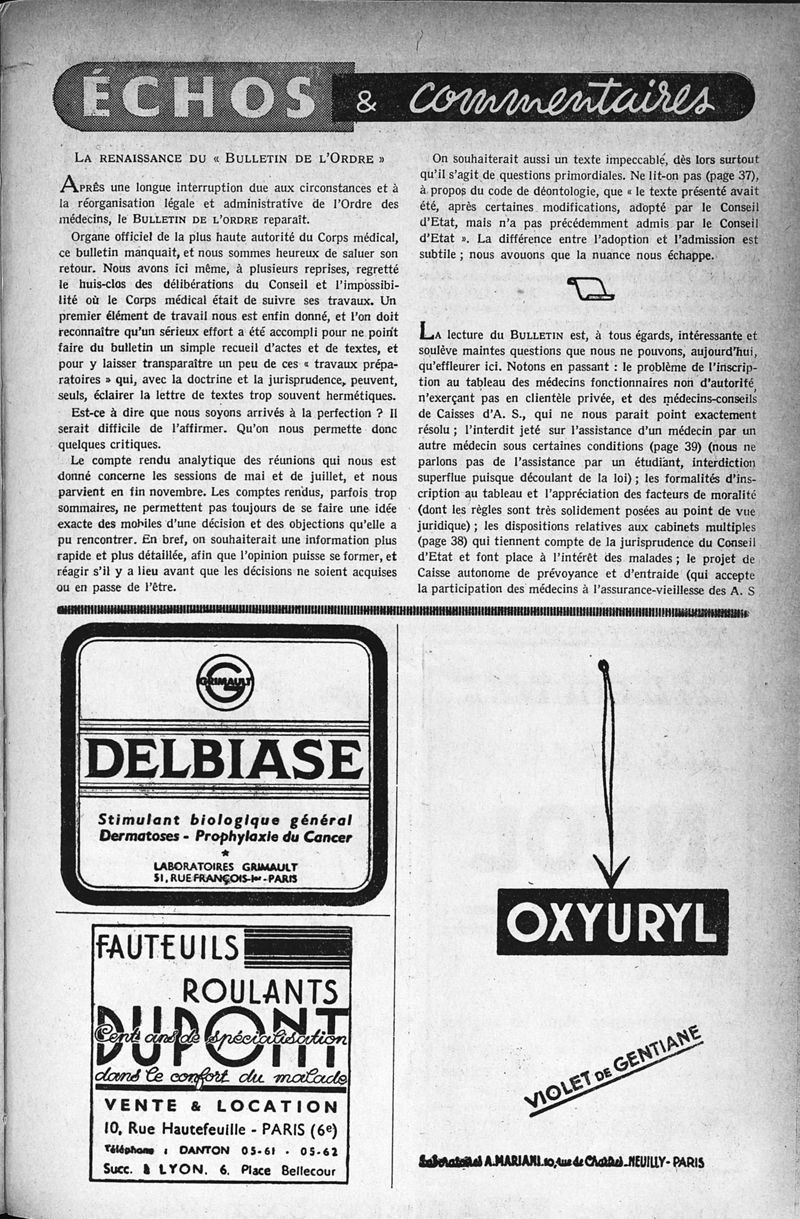 ÉCHOS & commentaires
LA RENAISSANCE DU « BULLETIN DE L'ORDRE »
APRÈS une longue interruption due aux circonstances et à
la réorganisation légale et administrative de l'Ordre des
médecins, le BULLETIN DE L'ORDRE reparaît.
Organe officiel de la plus haute autorité du Corps médical,
ce bulletin manquait, et nous sommes heureux de saluer son
retour. Nous avons ici même, à plusieurs reprises, regretté
le huis-clos des délibérations du Conseil et l'impossibi-
lité où le Corps médical était de suivre ses travaux. Un
premier élément de travail nous est enfin donné, et l'on doit
reconnaître qu'un sérieux effort a été accompli pour ne point
faire du bulletin un simple recueil d'actes et de textes, et
pour y laisser transparaître un peu de ces « travaux prépa-
ratoires » qui, avec la doctrine et la jurisprudence, peuvent,
seuls, éclairer la lettre de textes trop souvent hermétiques.
Est-ce à dire que nous soyons arrivés à la perfection ? Il
serait difficile de l'affirmer. Qu'on nous permette donc
quelques critiques.
Le compte rendu analytique des réunions qui nous est
donné concerne les sessions de mai et de juillet, et nous
parvient en fin novembre. Les comptes rendus, parfois trop
sommaires, ne permettent pas toujours de se faire une idée
exacte des mobiles d'une décision et des objections qu'elle a
pu rencontrer. En bref, on souhaiterait une information plus
rapide et plus détaillée, afin que l'opinion puisse se former, et
réagir s'il y a lieu avant que les décisions ne soient acquises
ou en passe de l'être.
On souhaiterait aussi un texte impeccable, dès lors surtout
qu'il s'agit de questions primordiales. Ne lit-on pas (page 37),
à propos du code de déontologie, que « le texte présenté avait
été, après certaines modifications, adopté par le Conseil
d'Etat, mais n'a pas précédemment admis par le Conseil
d'Etat ». La différence entre l'adoption et l'admission est
subtile ; nous avouons que la nuance nous échappe.
LA lecture du BULLETIN est, à tous égards, intéressante et
soulève maintes questions que nous ne pouvons, aujourd'hui,
qu'effleurer ici. Notons en passant : le problème de l'inscrip-
tion au tableau des médecins fonctionnaires non d'autorité,
n'exerçant pas en clientèle privée, et des médecins-conseils
de Caisses d'A. S., qui ne nous parait point exactement
résolu ; l'interdit jeté sur l'assistance d'un médecin par un
autre médecin sous certaines conditions (page 39) (nous ne
parlons pas de l'assistance par un étudiant, interdiction
superflue puisque découlant de la loi) ; les formalités d'ins-
cription au tableau et l'appréciation des facteurs de moralité
(dont les règles sont très solidement posées au point de vue
juridique) ; les dispositions relatives aux cabinets multiples
(page 38) qui tiennent compte de la jurisprudence du Conseil
d'Etat et font place à l'intérêt des malades ; le projet de
Caisse autonome de prévoyance et d'entraide (qui accepte
la participation des médecins à l'assurance-vieillesse des A. S
GRIMAULT
DELBIASE
Stimulant biologique général
Dermatoses - Prophylaxie du Cancer
LABORATOIRES GRIMAULT
51, RUE FRANÇOIS-Ier - PARIS
FAUTEUILS
ROULANTS
DUPONT
Cent ans de spécialisation
dans le confort du malade
VENTE & LOCATION
10, Rue Hautefeuille - PARIS (6e)
Téléphone : DANTON 05-61 - 05-62
Succ. à LYON. 6, Place Bellecour
OXYURYL
VIOLET DE GENTIANE
Laboratoires A. MARIANI. 10, rue de Chartres - NEUILLY - PARIS